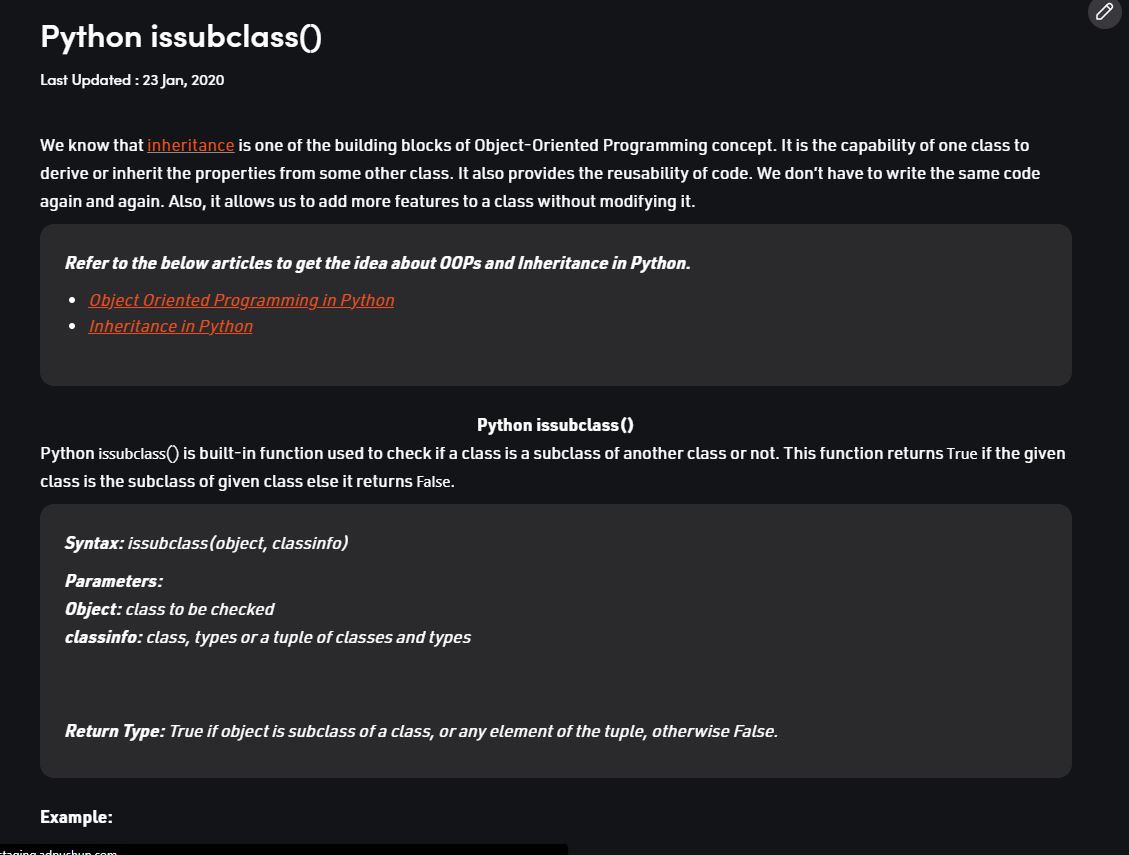 Python issubclass()
Last Updated : 23 Jan, 2020
We know that inheritance is one of the building blocks of Object-Oriented Programming concept. It is the capability of one class to
derive or inherit the properties from some other class. It also provides the reusability of code. We don’t have to write the same code
again and again. Also, it allows us to add more features to a class without modifying it.
Refer to the below articles to get the idea about OOPs and Inheritance in Python.
• Object Oriented Programming in Python
• Inheritance in Python
Python issubclass()
Python issubclass() is built-in function used to check if a class is a subclass of another class or not. This function returns True if the given
class is the subclass of given class else it returns False.
Syntax: issubclass(object, classinfo)
Parameters:
Object: class to be checked
classinfo: class, types or a tuple of classes and types
Return Type: True if object is subclass of a class, or any element of the tuple, otherwise False.
Example: